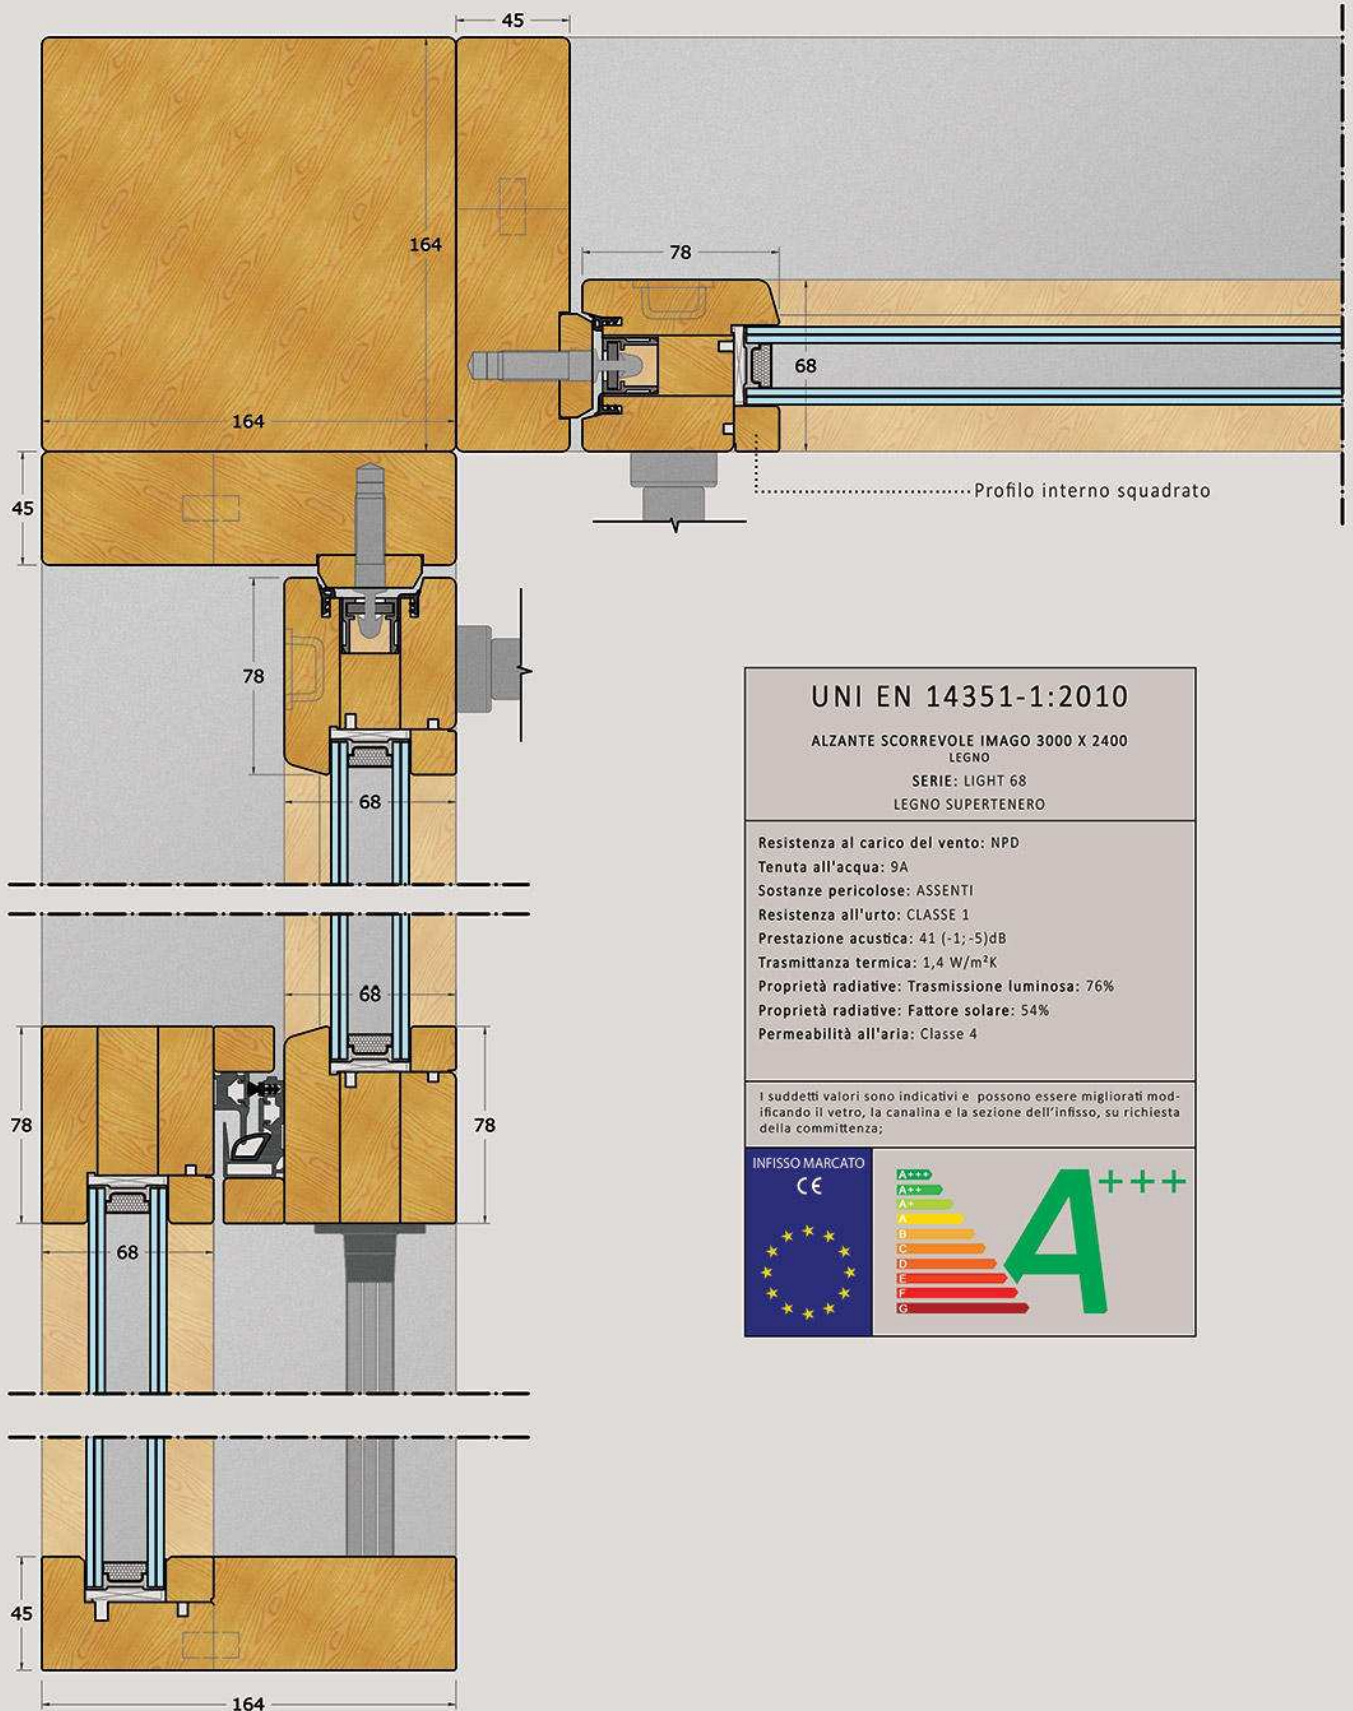 45
164
78
68
164
Profilo interno squadrato
45
78
68
UNI EN 14351-1:2010
ALZANTE SCORREVOLE IMAGO 3000 X 2400
LEGNO
SERIE: LIGHT 68
LEGNO SUPERTENERO
Resistenza al carico del vento: NPD
Tenuta all'acqua: 9A
Sostanze pericolose: ASSENTI
Resistenza all'urto: CLASSE 1
Prestazione acustica: 41 (-1;-5)dB
Trasmittanza termica: 1,4 W/m²K
Proprietà radiative: Trasmissione luminosa: 76%
Proprietà radiative: Fattore solare: 54%
Permeabilità all'aria: Classe 4
I suddetti valori sono indicativi e possono essere migliorati mod-
ificando il vetro, la canalina e la sezione dell'infisso, su richiesta
della committenza;
INFISSO MARCATO
CE
A+++
A++
A+
A
B
C
D
E
F
G
A+++
68
78
78
68
45
164